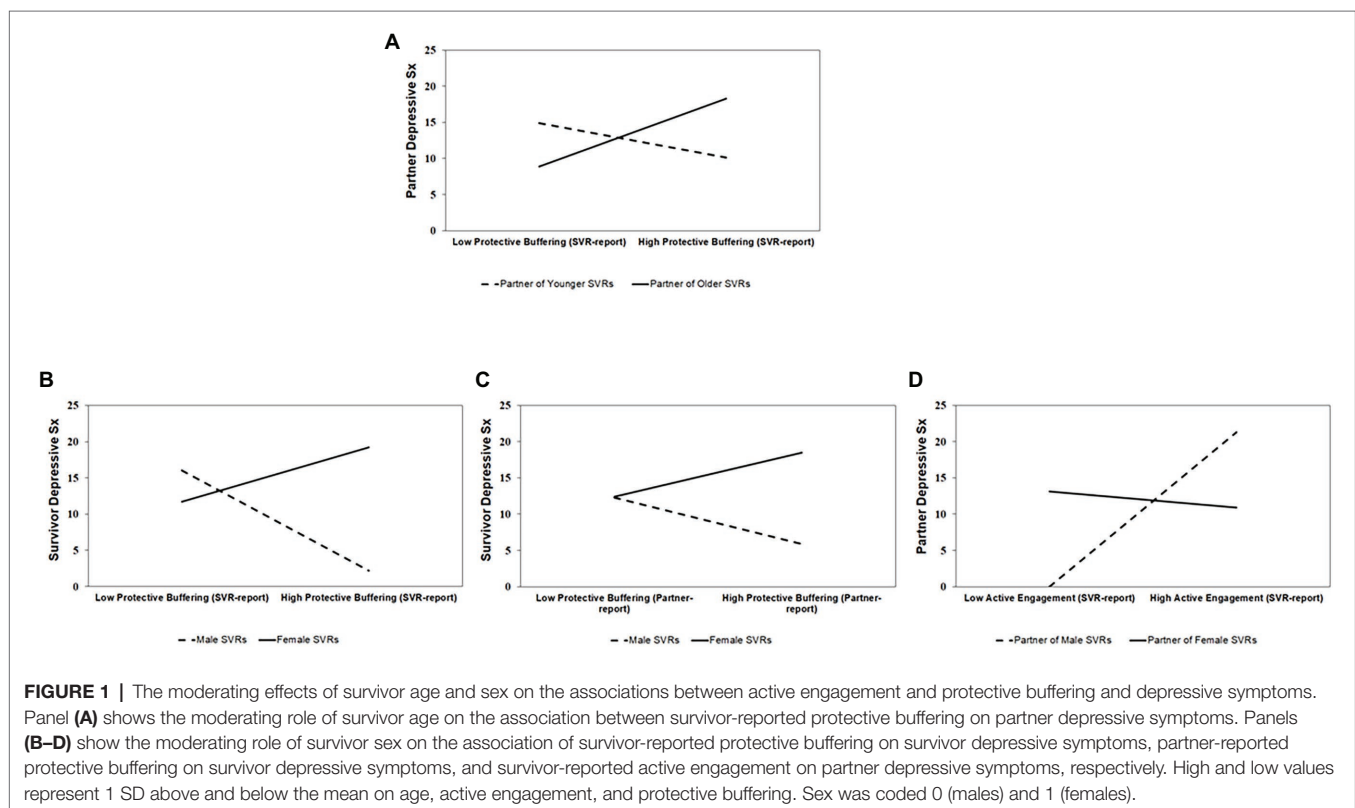 A
25
20
15
10
5
0
Partner Depressive Sx
Low Protective Buffering (SVR-report) High Protective Buffering (SVR-report)
Partner of Younger SVRs Partner of Older SVRs
B
25
20
15
10
5
0
Survivor Depressive Sx
Low Protective Buffering (SVR-report) High Protective Buffering (SVR-report)
Male SVRs Female SVRs
C
25
20
15
10
5
0
Survivor Depressive Sx
Low Protective Buffering (Partner-
report)
High Protective Buffering (Partner-
report)
Male SVRs Female SVRs
D
25
20
15
10
5
0
Partner Depressive Sx
Low Active Engagement (SVR-report) High Active Engagement (SVR-report)
Partner of Male SVRs Partner of Female SVRs
FIGURE 1 | The moderating effects of survivor age and sex on the associations between active engagement and protective buffering and depressive symptoms.
Panel (A) shows the moderating role of survivor age on the association between survivor-reported protective buffering on partner depressive symptoms. Panels
(B–D) show the moderating role of survivor sex on the association of survivor-reported protective buffering on survivor depressive symptoms, partner-reported
protective buffering on survivor depressive symptoms, and survivor-reported active engagement on partner depressive symptoms, respectively. High and low values
represent 1 SD above and below the mean on age, active engagement, and protective buffering. Sex was coded 0 (males) and 1 (females).